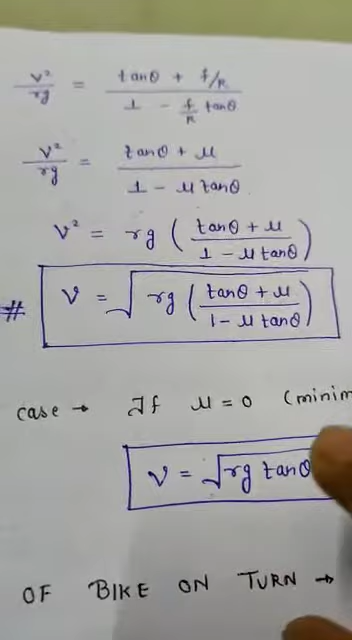 v²/rg = (tanθ + f/R) / (1 - f/R tanθ)
v²/rg = (tanθ + μ) / (1 - μ tanθ)
v² = rg ( (tanθ + μ) / (1 - μ tanθ) )
# v = √( rg ( (tanθ + μ) / (1 - μ tanθ) ) )
case → If μ = 0
v = √(rg tanθ)
OF BIKE ON TURN →